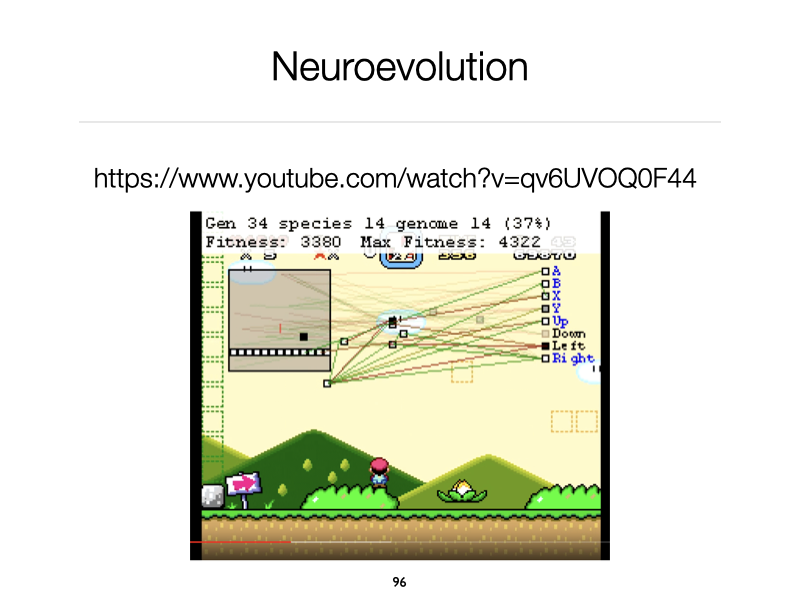 Neuroevolution
https://www.youtube.com/watch?v=qv6UVOQ0F44
Gen 34 species 14 genome 14 (37%)
Fitness: 3380 Max Fitness: 4322
A
B
X
Y
Up
Down
Left
Right
96